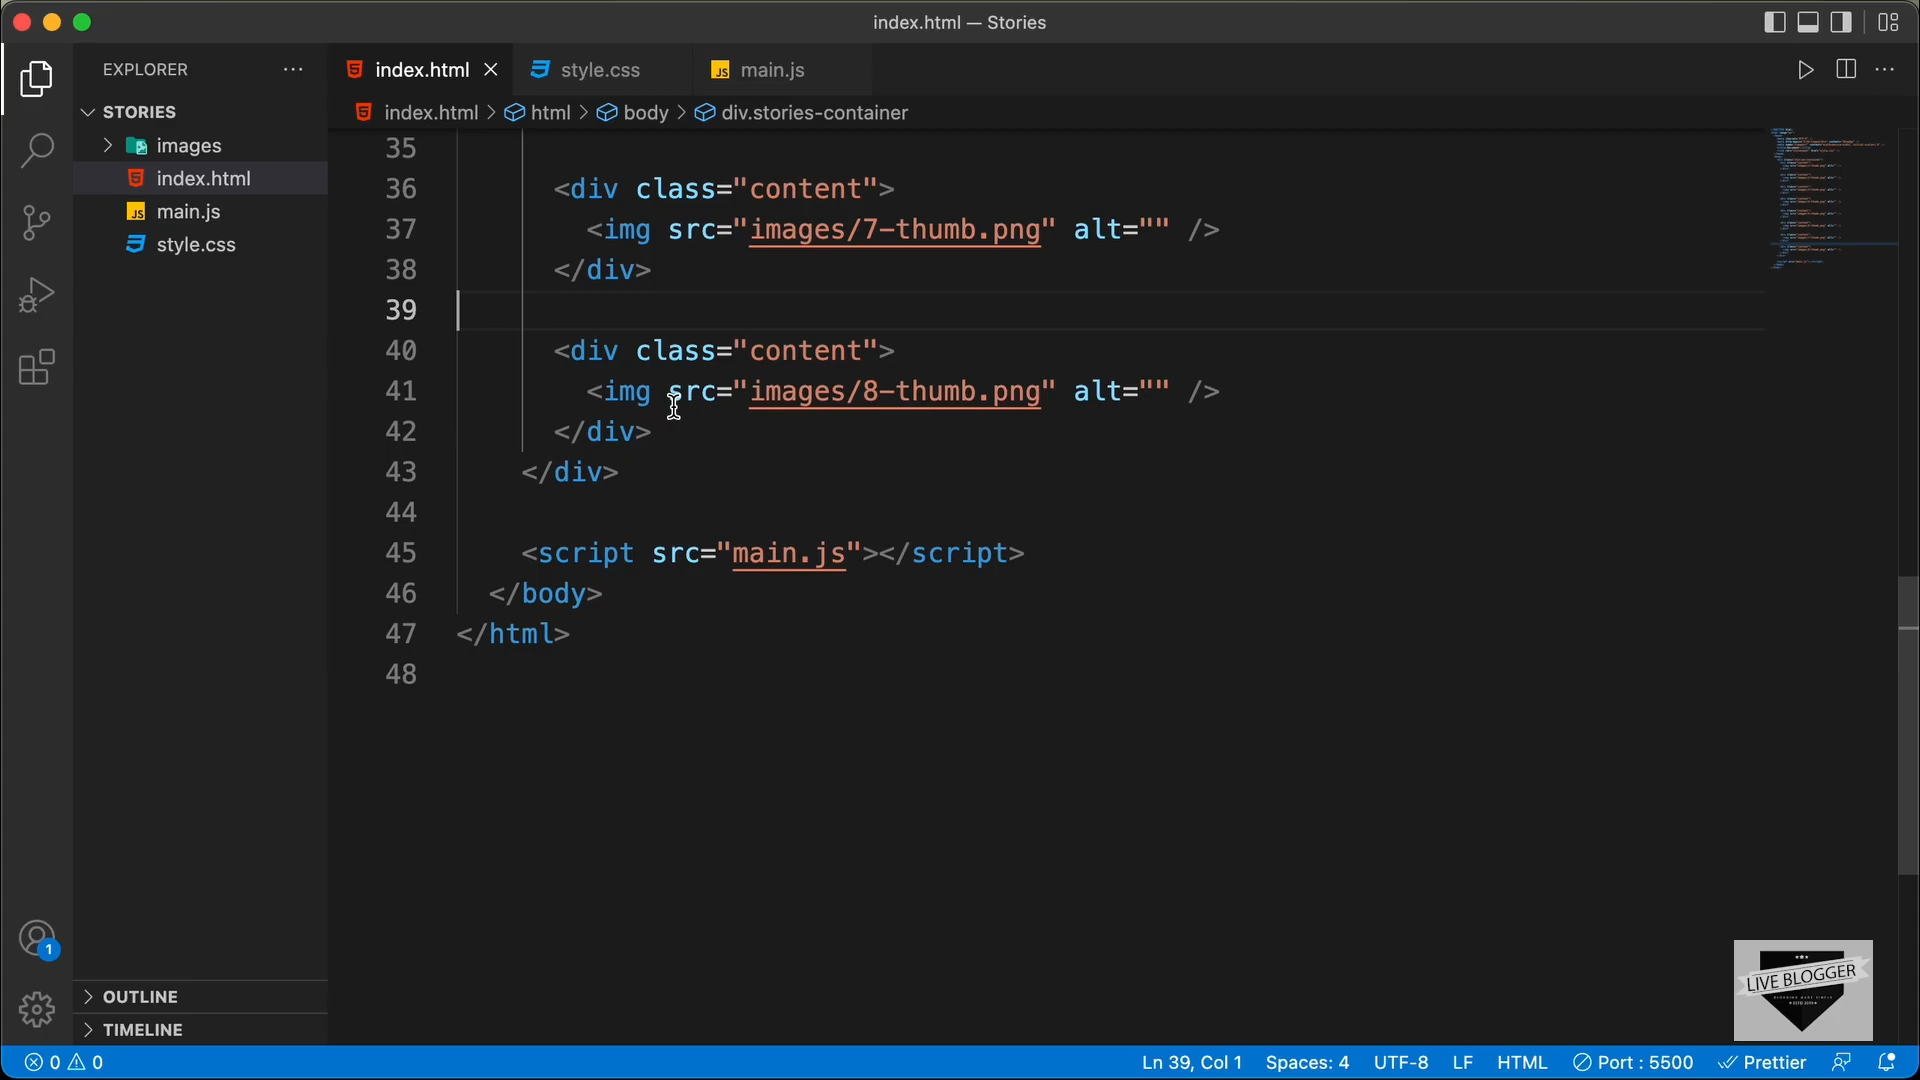 index.html — Stories
EXPLORER
index.html
style.css
JS main.js
STORIES
index.html > html > body > div.stories-container
images
index.html
JS main.js
style.css
35
36 <div class="content">
37 <img src="images/7-thumb.png" alt="" />
38 </div>
39
40 <div class="content">
41 <img src="images/8-thumb.png" alt="" />
42 </div>
43 </div>
44
45 <script src="main.js"></script>
46 </body>
47 </html>
48
1
OUTLINE
TIMELINE
LIVE BLOGGER
0 0 Ln 39, Col 1 Spaces: 4 UTF-8 LF HTML Port : 5500 Prettier